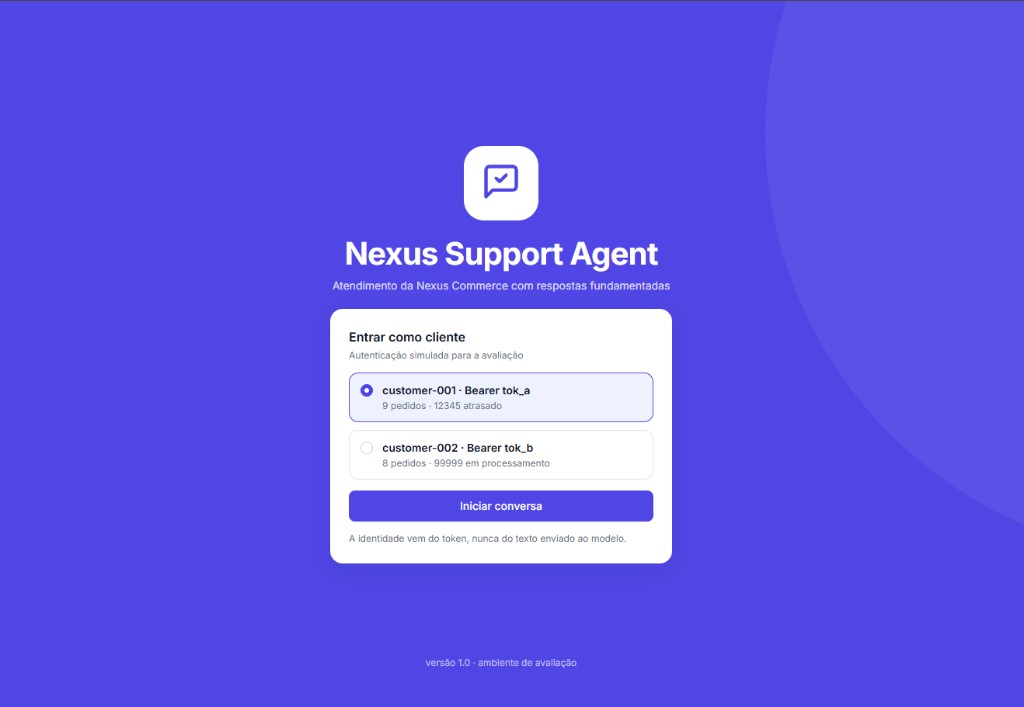 Nexus Support Agent
Atendimento da Nexus Commerce com respostas fundamentadas
Entrar como cliente
Autenticação simulada para a avaliação
customer-001 · Bearer tok_a
9 pedidos · 12345 atrasado
customer-002 · Bearer tok_b
8 pedidos · 99999 em processamento
Iniciar conversa
A identidade vem do token, nunca do texto enviado ao modelo.
versão 1.0 · ambiente de avaliação